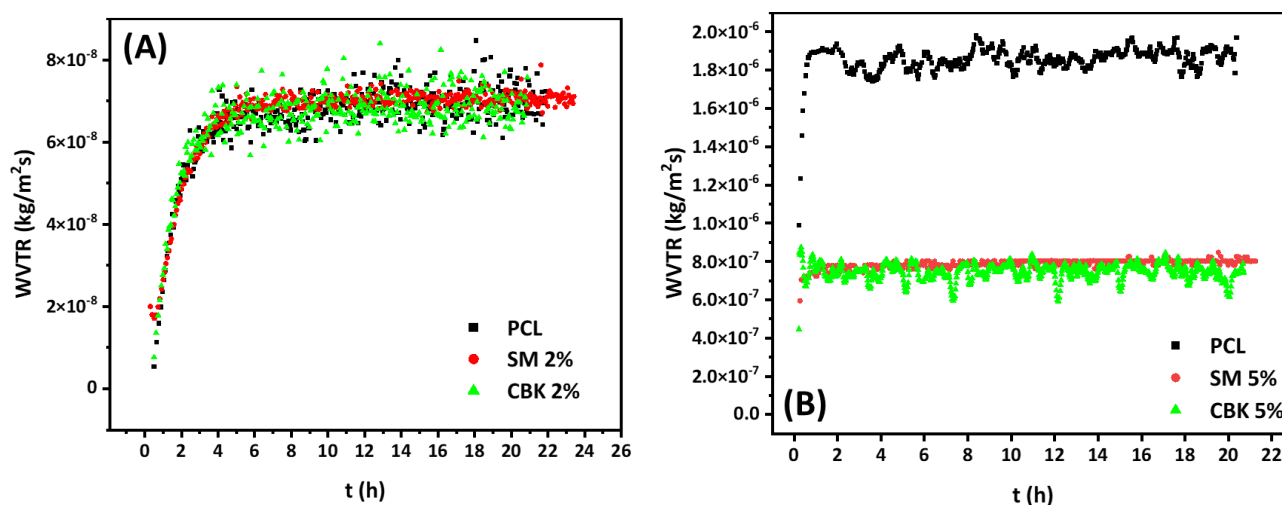 (A)
WVTR (kg/m²s)
8×10⁻⁸
6×10⁻⁸
4×10⁻⁸
2×10⁻⁸
0
PCL
SM 2%
CBK 2%
0 2 4 6 8 10 12 14 16 18 20 22 24 26
t (h)
WVTR (kg/m²s)
2.0×10⁻⁶
1.8×10⁻⁶
1.6×10⁻⁶
1.4×10⁻⁶
1.2×10⁻⁶
1.0×10⁻⁶
8.0×10⁻⁷
6.0×10⁻⁷
4.0×10⁻⁷
2.0×10⁻⁷
0.0
(B)
PCL
SM 5%
CBK 5%
0 2 4 6 8 10 12 14 16 18 20 22
t (h)